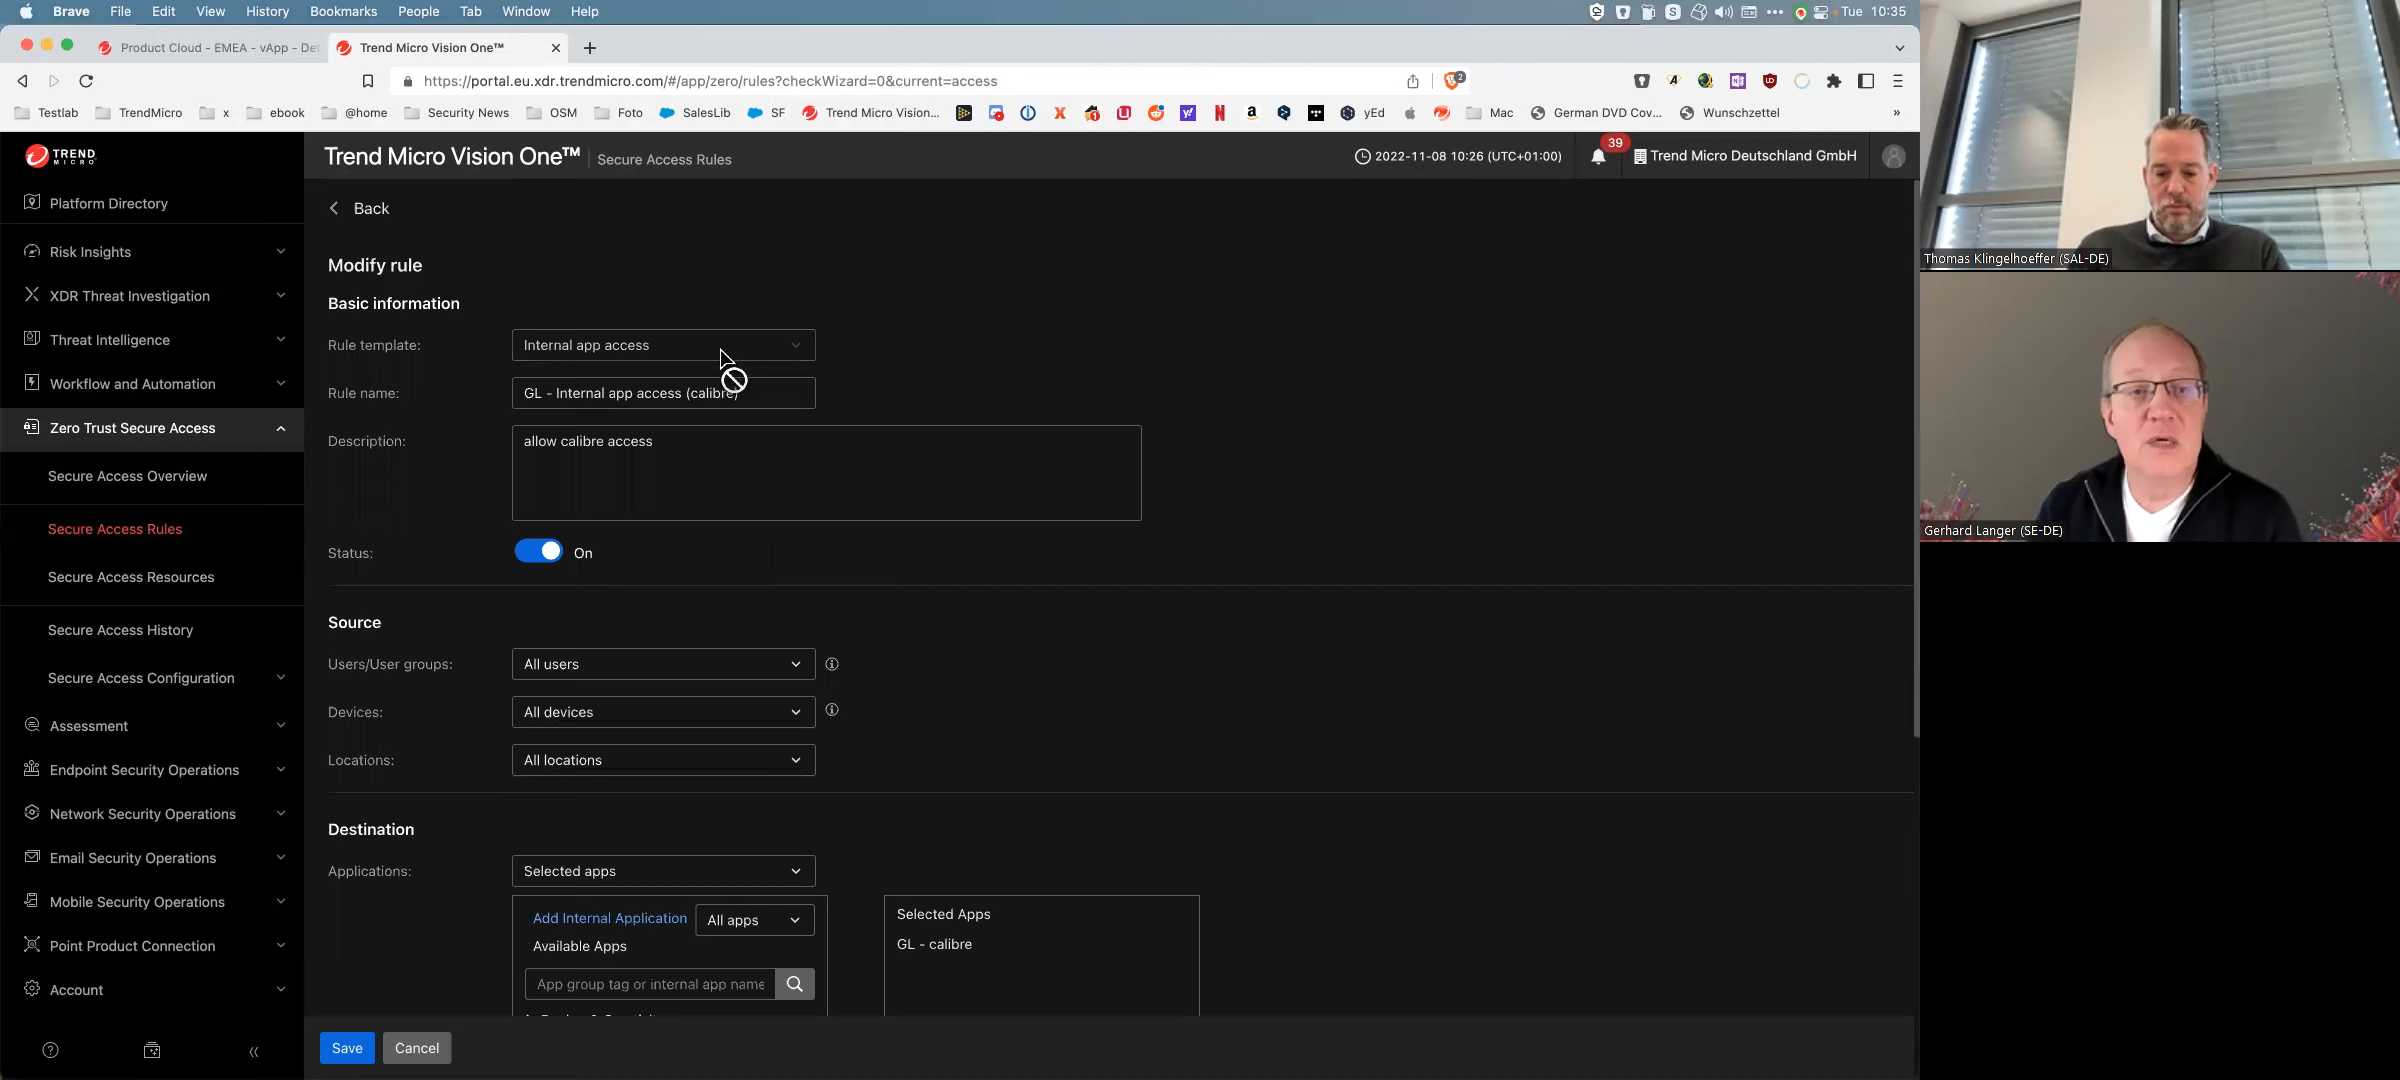 Brave File Edit View History Bookmarks People Tab Window Help
Tue 10:35
Product Cloud - EMEA - vApp - Det
Trend Micro Vision One™
https://portal.eu.xdr.trendmicro.com/#/app/zero/rules?checkWizard=0&current=access
2
Testlab TrendMicro x ebook @home Security News OSM Foto SalesLib SF Trend Micro Vision... yEd Mac German DVD Cov... Wunschzettel »
TREND MICRO
Trend Micro Vision One™ Secure Access Rules
2022-11-08 10:26 (UTC+01:00) 39 Trend Micro Deutschland GmbH
Platform Directory
Risk Insights
XDR Threat Investigation
Threat Intelligence
Workflow and Automation
Zero Trust Secure Access
Secure Access Overview
Secure Access Rules
Secure Access Resources
Secure Access History
Secure Access Configuration
Assessment
Endpoint Security Operations
Network Security Operations
Email Security Operations
Mobile Security Operations
Point Product Connection
Account
Back
Modify rule
Basic information
Rule template: Internal app access
Rule name: GL - Internal app access (calibre)
Description: allow calibre access
Status: On
Source
Users/User groups: All users
Devices: All devices
Locations: All locations
Destination
Applications: Selected apps
Add Internal Application All apps
Available Apps
App group tag or internal app name
Selected Apps
GL - calibre
Save Cancel
Thomas Klingelhoeffer (SAL-DE)
Gerhard Langer (SE-DE)